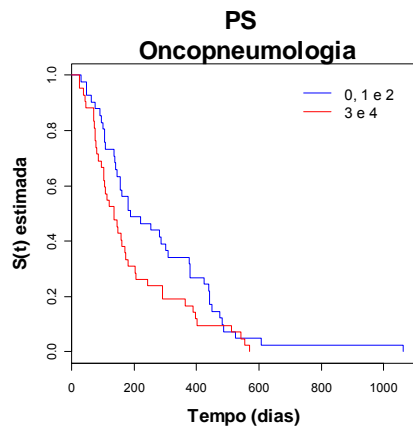 PS
Oncopneumologia
0, 1 e 2
3 e 4
S(t) estimada
1.0
0.8
0.6
0.4
0.2
0.0
0 200 400 600 800 1000
Tempo (dias)